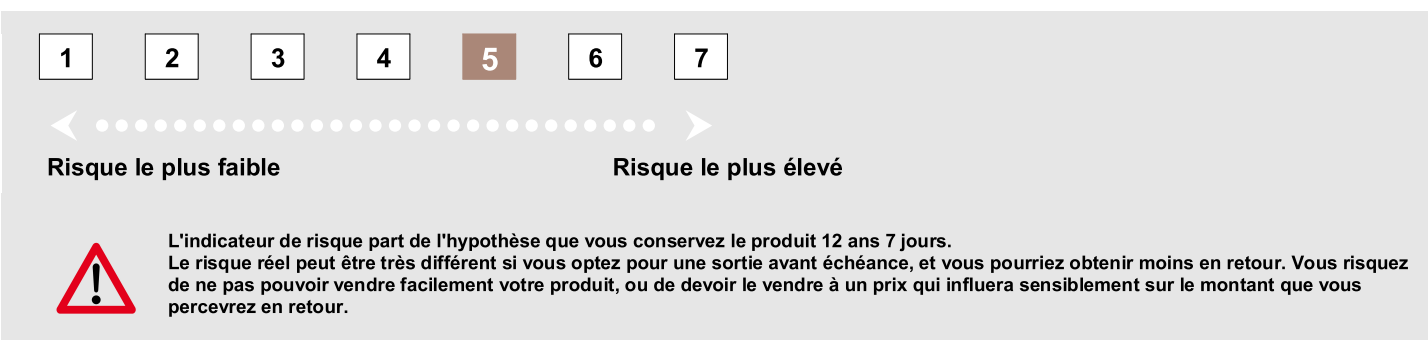 1 2 3 4 5 6 7
Risque le plus faible Risque le plus élevé
L'indicateur de risque part de l'hypothèse que vous conservez le produit 12 ans 7 jours.
Le risque réel peut être très différent si vous optez pour une sortie avant échéance, et vous pourriez obtenir moins en retour. Vous risquez
de ne pas pouvoir vendre facilement votre produit, ou de devoir le vendre à un prix qui influera sensiblement sur le montant que vous
percevrez en retour.